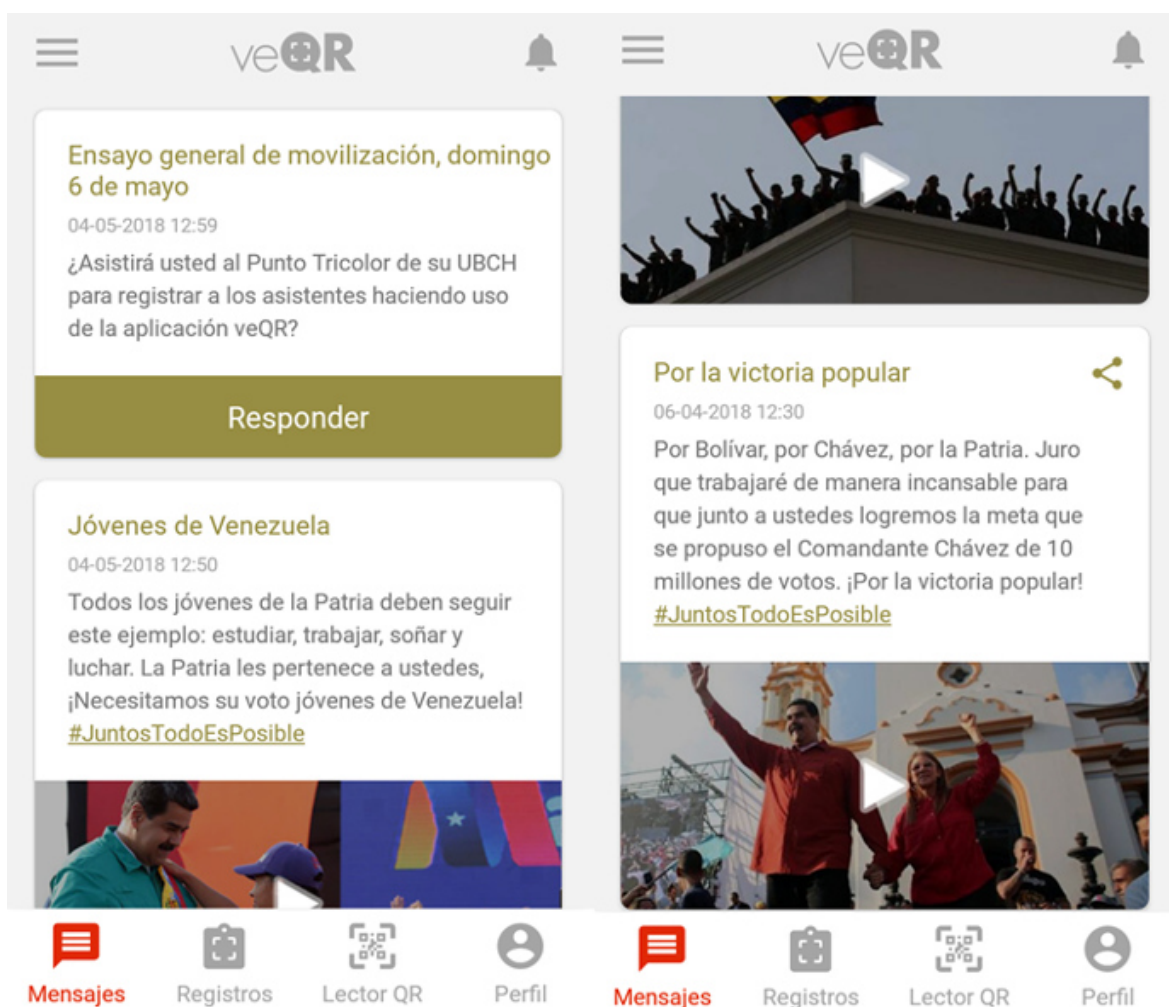 veQR
Ensayo general de movilización, domingo
6 de mayo
04-05-2018 12:59
¿Asistirá usted al Punto Tricolor de su UBCH
para registrar a los asistentes haciendo uso
de la aplicación veQR?
Responder
Jóvenes de Venezuela
04-05-2018 12:50
Todos los jóvenes de la Patria deben seguir
este ejemplo: estudiar, trabajar, soñar y
luchar. La Patria les pertenece a ustedes,
¡Necesitamos su voto jóvenes de Venezuela!
#JuntosTodoEsPosible
Mensajes
Registros
Lector QR
Perfil
veQR
Por la victoria popular
06-04-2018 12:30
Por Bolívar, por Chávez, por la Patria. Juro
que trabajaré de manera incansable para
que junto a ustedes logremos la meta que
se propuso el Comandante Chávez de 10
millones de votos. ¡Por la victoria popular!
#JuntosTodoEsPosible
Mensajes
Registros
Lector QR
Perfil